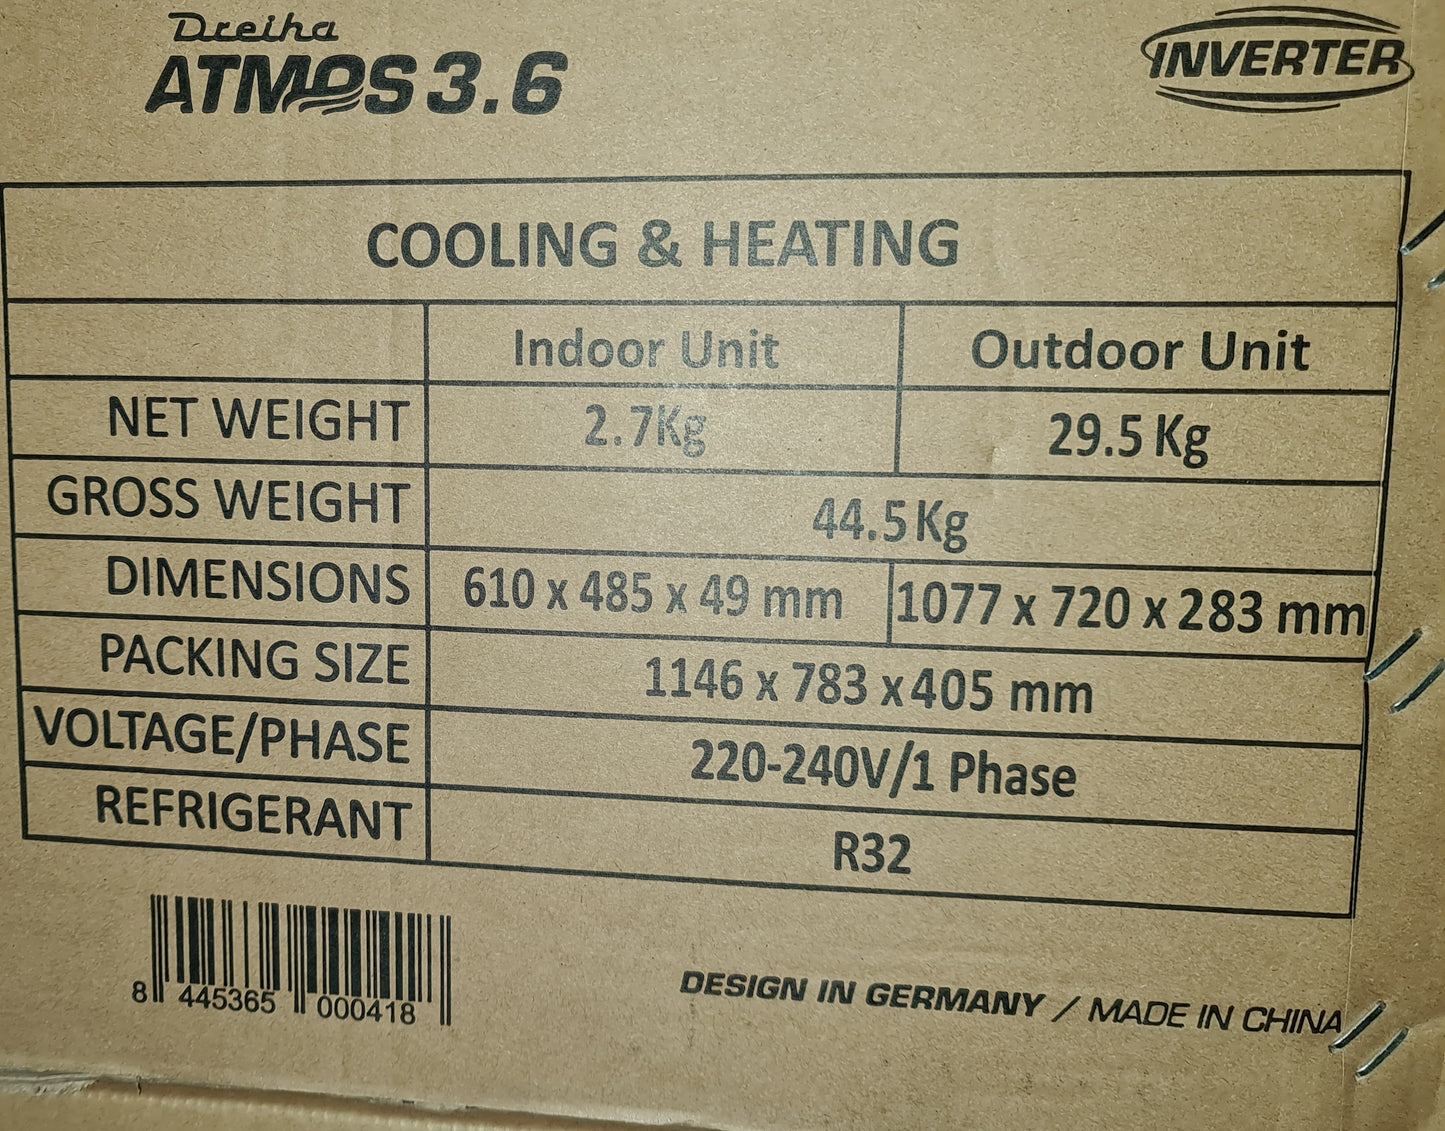 Dreiha
ATMOS 3.6
INVERTER
COOLING & HEATING
Indoor Unit Outdoor Unit
NET WEIGHT 2.7Kg 29.5 Kg
GROSS WEIGHT 44.5Kg
DIMENSIONS 610 x 485 x 49 mm 1077 x 720 x 283 mm
PACKING SIZE 1146 x 783 x 405 mm
VOLTAGE/PHASE 220-240V/1 Phase
REFRIGERANT R32
8 445365 000418
DESIGN IN GERMANY / MADE IN CHINA